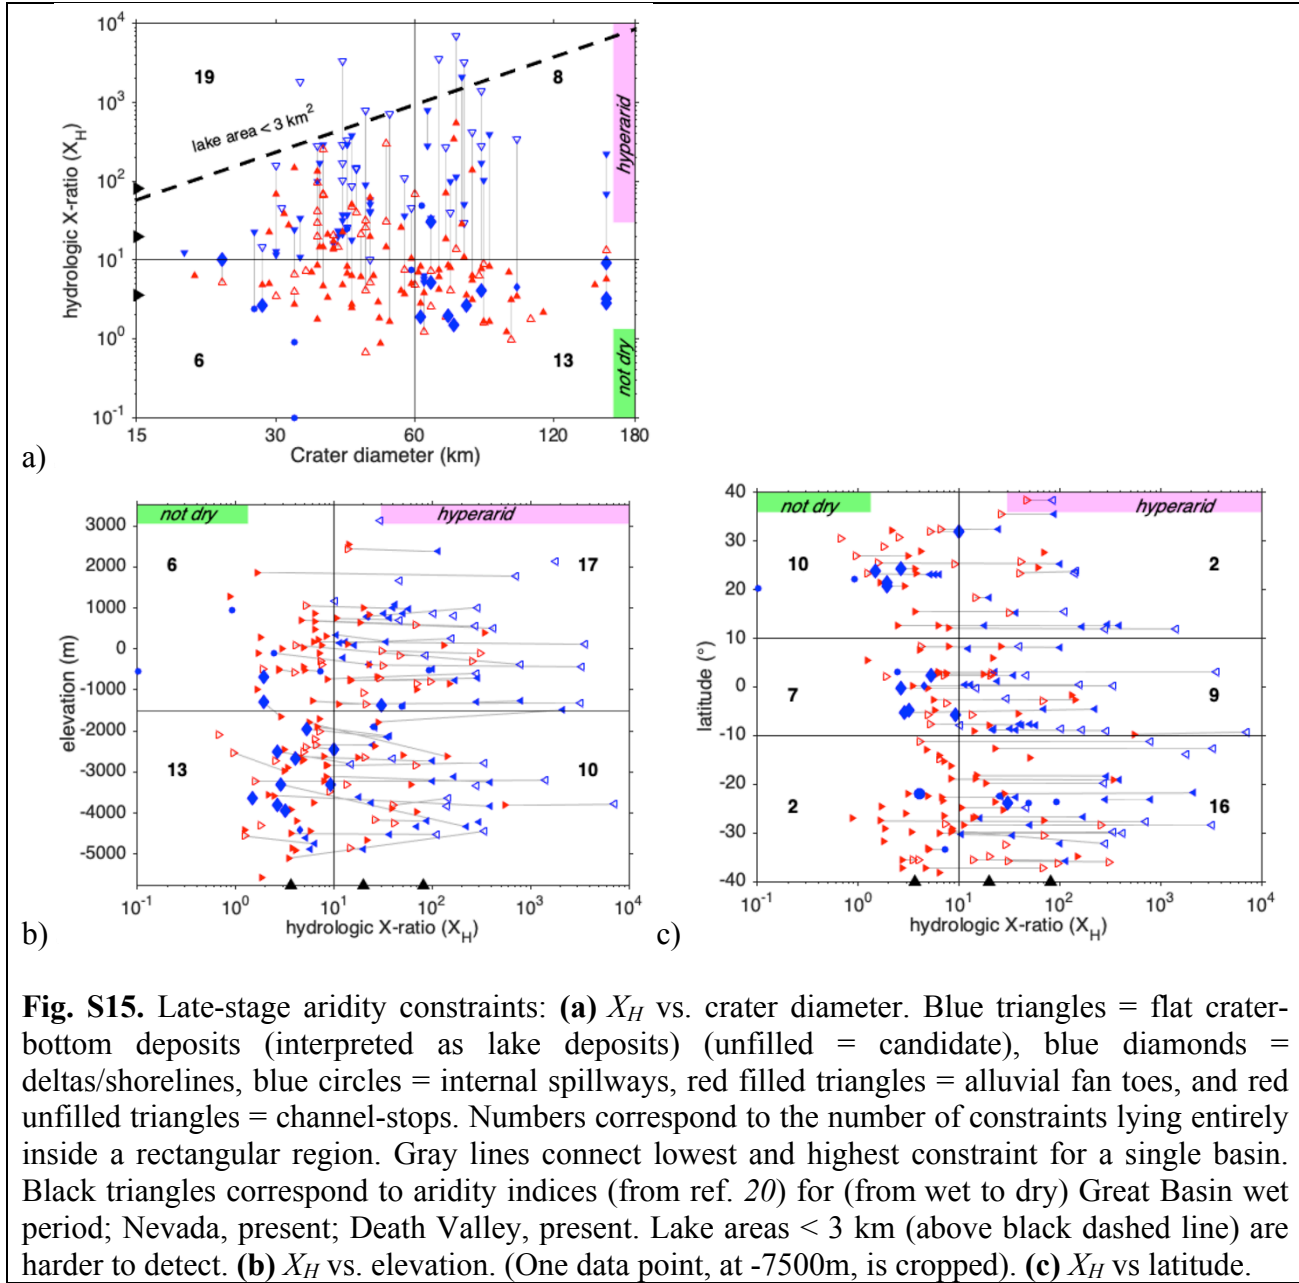 10^4
10^3
10^2
10^1
10^0
10^-1
hydrologic X-ratio (X_H)
19
8
lake area < 3 km^2
hyperarid
6
13
not dry
15
30
60
120
180
Crater diameter (km)
a)
not dry
hyperarid
3000
2000
1000
0
-1000
-2000
-3000
-4000
-5000
elevation (m)
6
17
13
10
10^-1
10^0
10^1
10^2
10^3
10^4
hydrologic X-ratio (X_H)
b)
not dry
hyperarid
40
30
20
10
0
-10
-20
-30
-40
latitude (°)
10
2
7
9
2
16
10^-1
10^0
10^1
10^2
10^3
10^4
hydrologic X-ratio (X_H)
c)
Fig. S15. Late-stage aridity constraints: (a) X_H vs. crater diameter. Blue triangles = flat crater-
bottom deposits (interpreted as lake deposits) (unfilled = candidate), blue diamonds =
deltas/shorelines, blue circles = internal spillways, red filled triangles = alluvial fan toes, and red
unfilled triangles = channel-stops. Numbers correspond to the number of constraints lying entirely
inside a rectangular region. Gray lines connect lowest and highest constraint for a single basin.
Black triangles correspond to aridity indices (from ref. 20) for (from wet to dry) Great Basin wet
period; Nevada, present; Death Valley, present. Lake areas < 3 km (above black dashed line) are
harder to detect. (b) X_H vs. elevation. (One data point, at -7500m, is cropped). (c) X_H vs latitude.